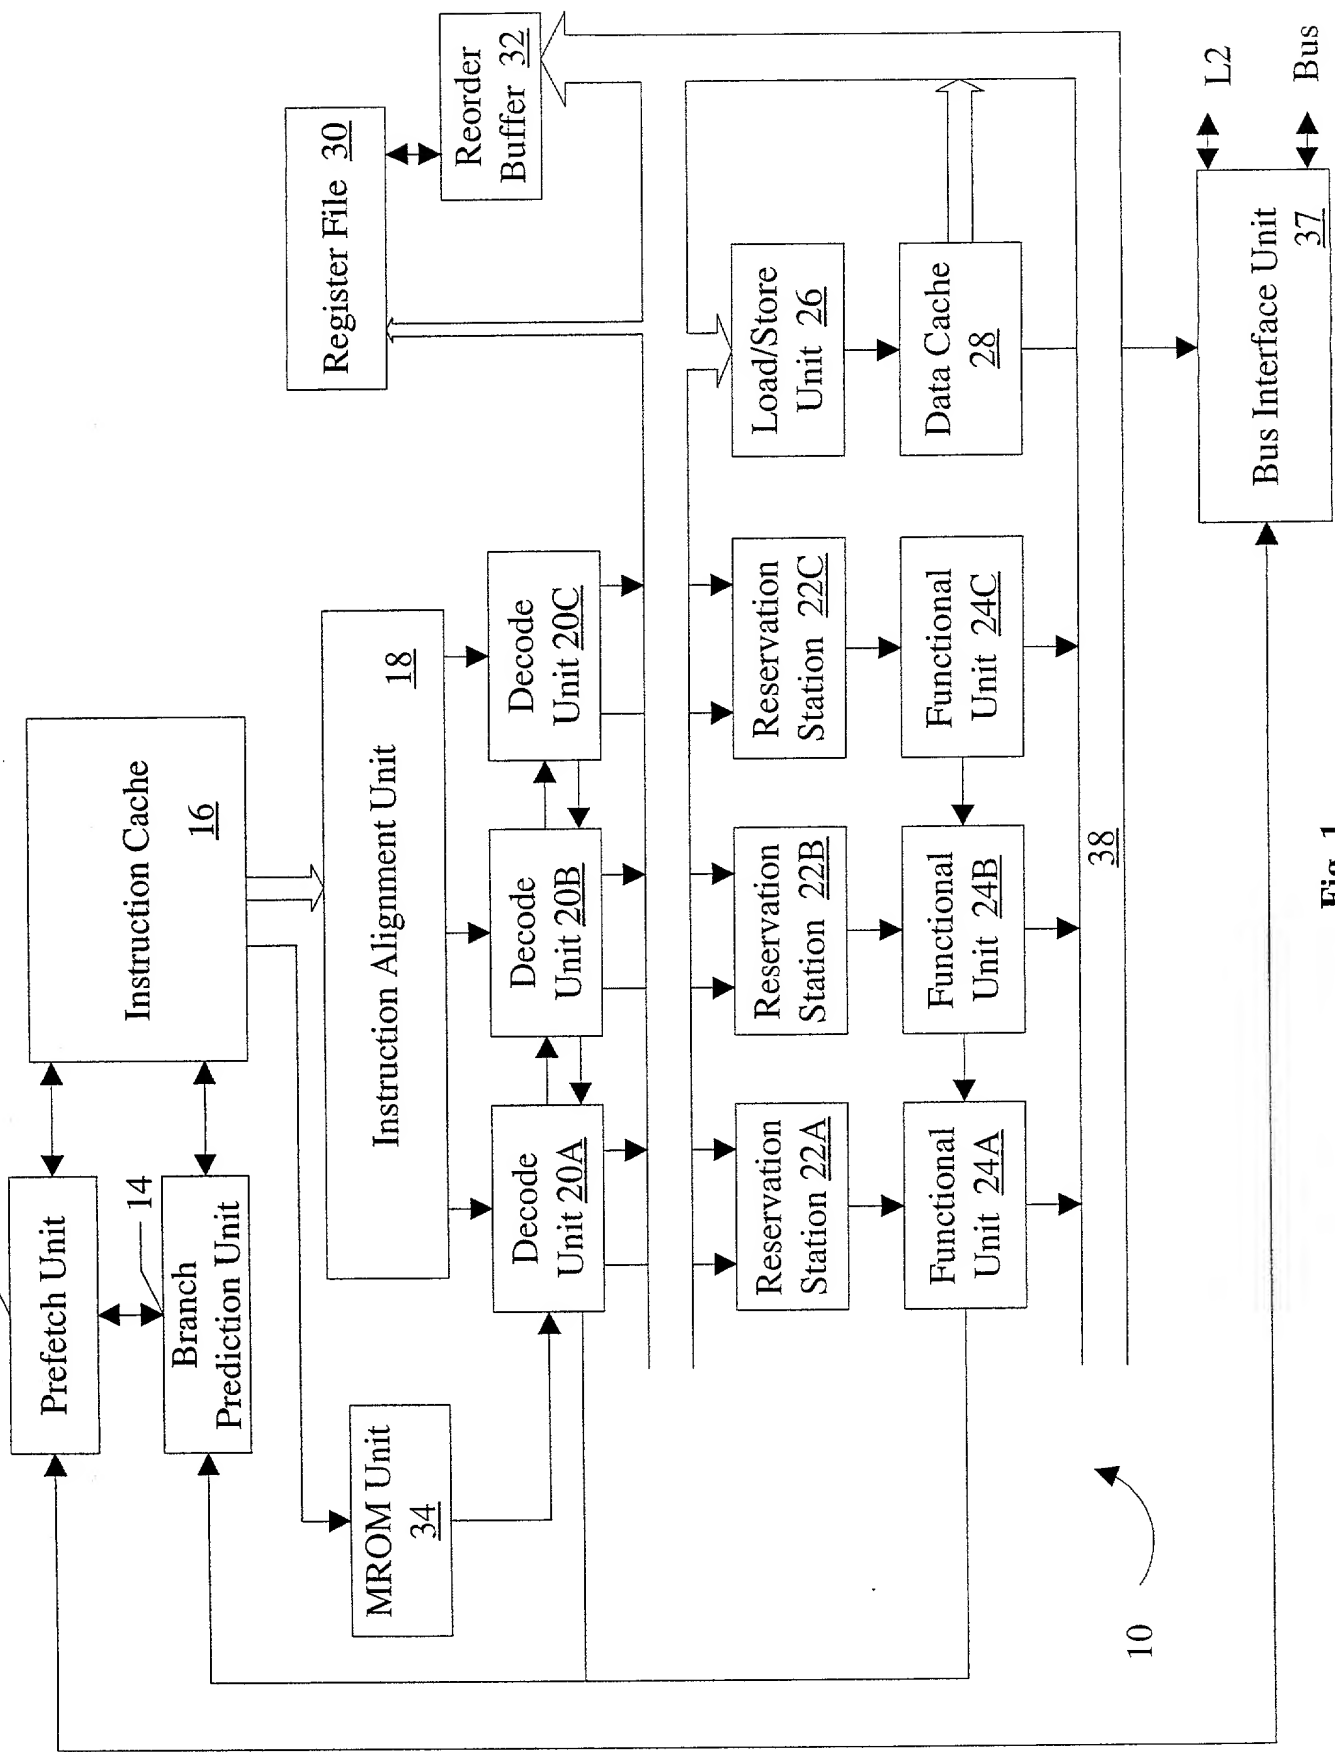 Prefetch Unit
14
Branch
Prediction Unit
Instruction Cache
16
Register File 30
Reorder
Buffer 32
MROM Unit
34
Instruction Alignment Unit
18
Decode
Unit 20A
Decode
Unit 20B
Decode
Unit 20C
Reservation
Station 22A
Reservation
Station 22B
Reservation
Station 22C
Load/Store
Unit 26
Functional
Unit 24A
Functional
Unit 24B
Functional
Unit 24C
Data Cache
28
38
10
Bus Interface Unit
37
L2
Bus
Fig. 1